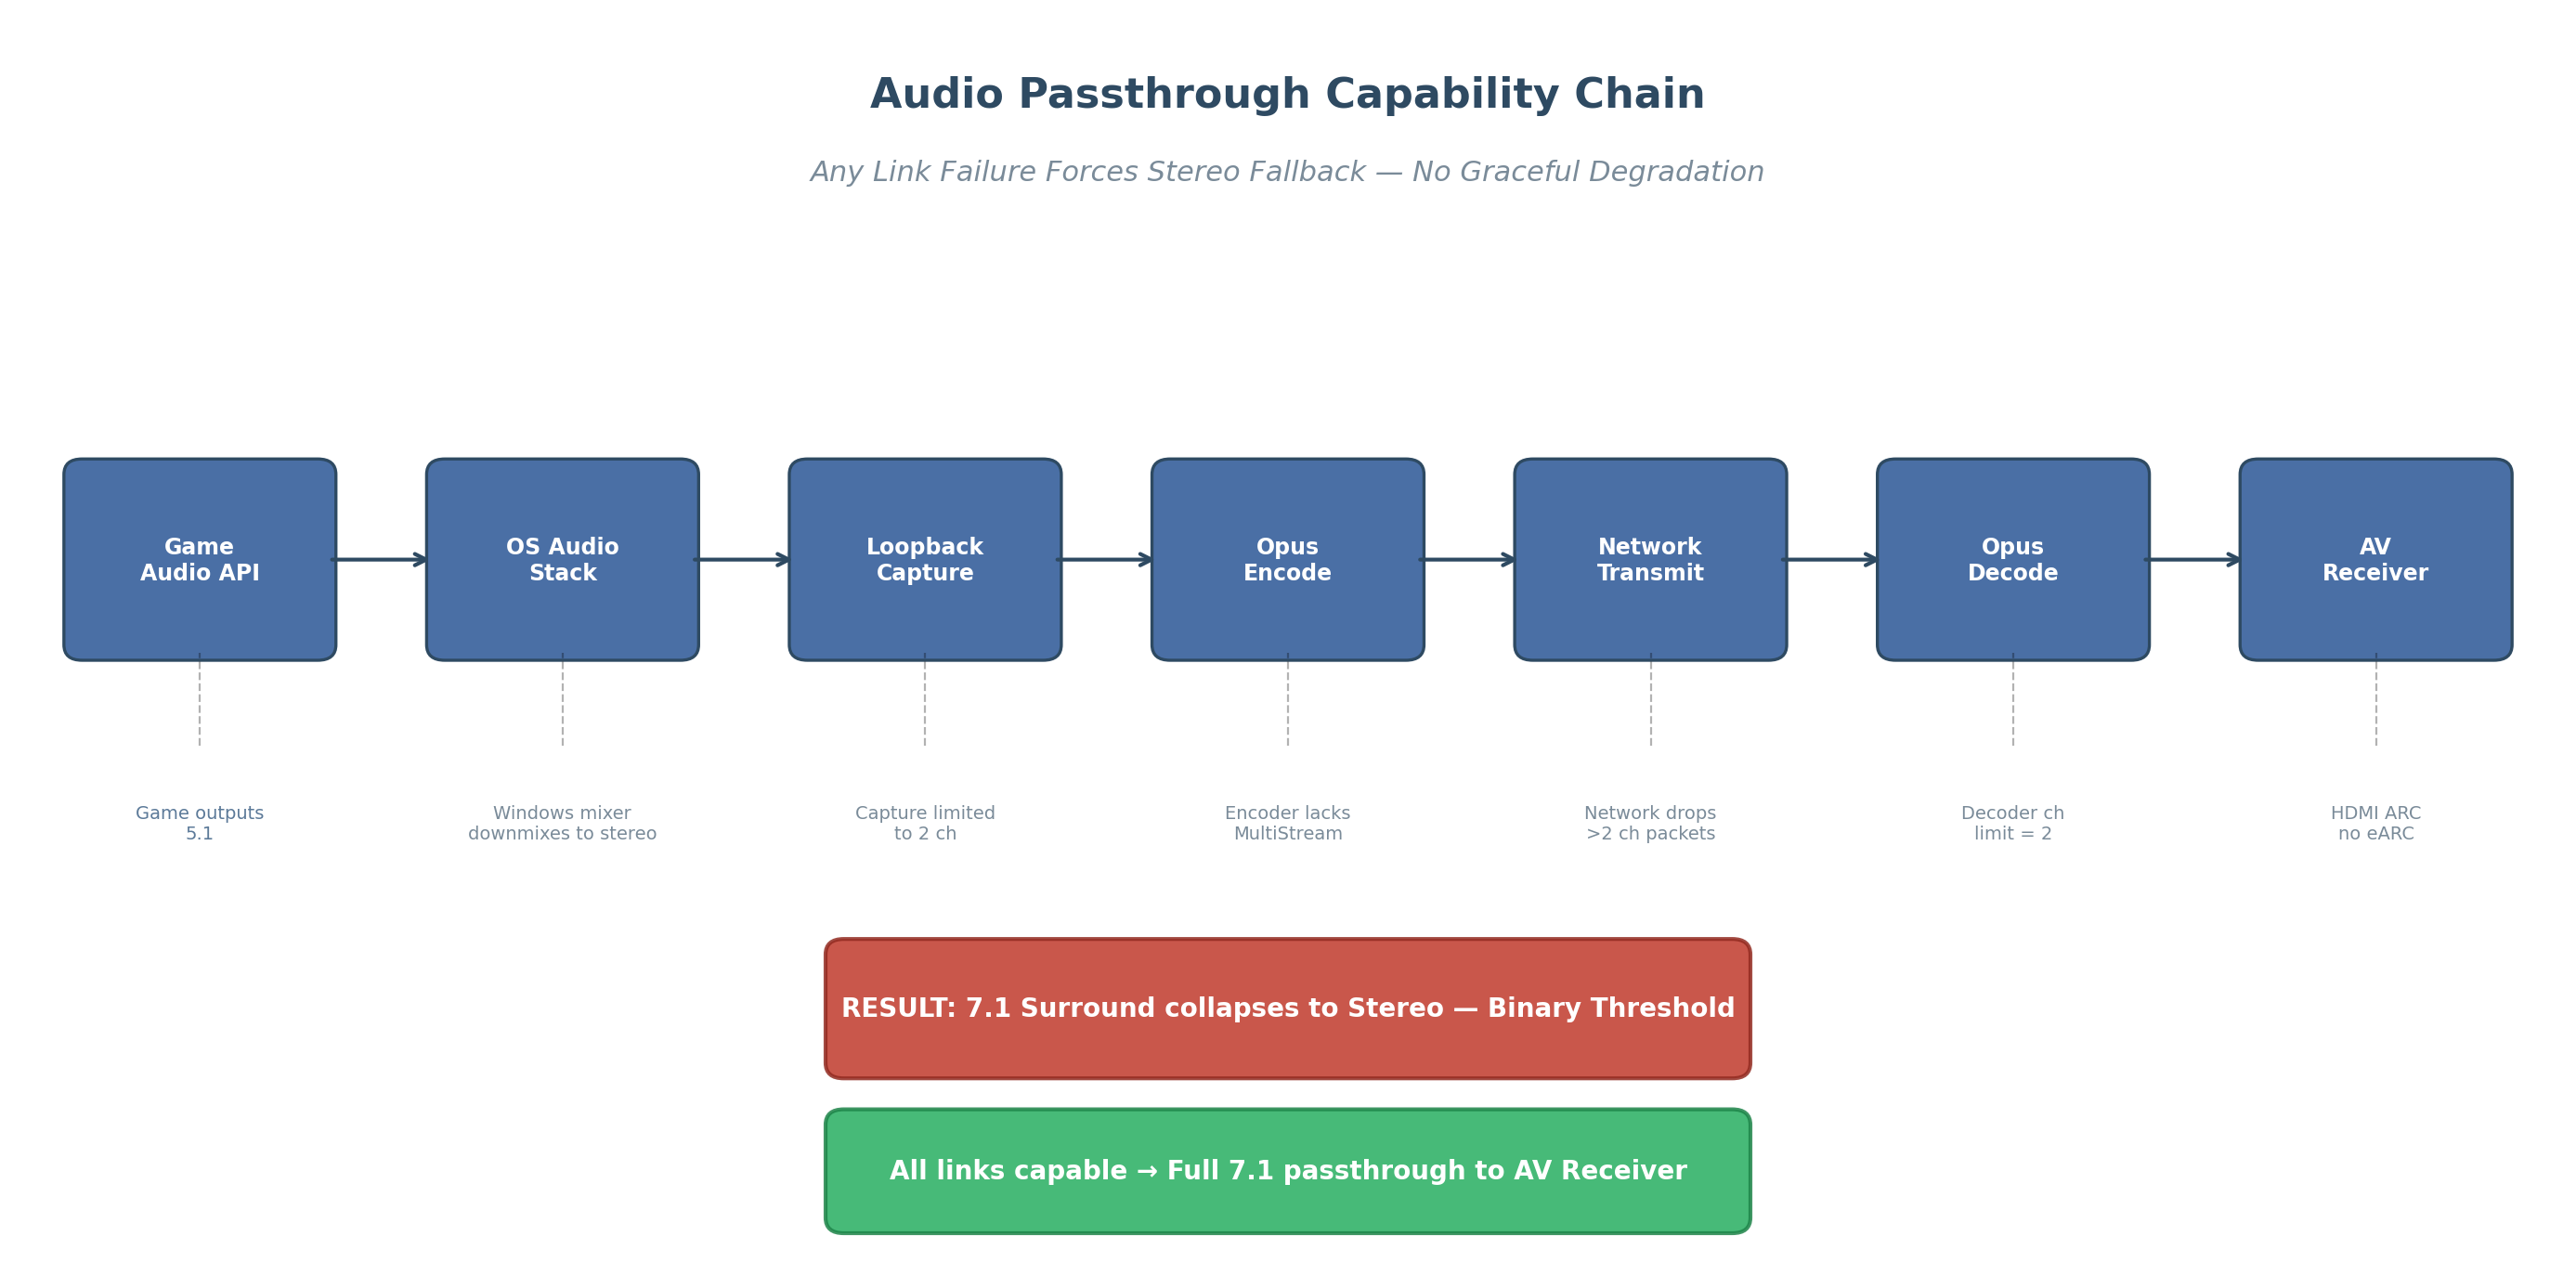 Audio Passthrough Capability Chain
Any Link Failure Forces Stereo Fallback — No Graceful Degradation
Game
Audio API
OS Audio
Stack
Loopback
Capture
Opus
Encode
Network
Transmit
Opus
Decode
AV
Receiver
Game outputs
5.1
Windows mixer
downmixes to stereo
Capture limited
to 2 ch
Encoder lacks
MultiStream
Network drops
>2 ch packets
Decoder ch
limit = 2
HDMI ARC
no eARC
RESULT: 7.1 Surround collapses to Stereo — Binary Threshold
All links capable → Full 7.1 passthrough to AV Receiver